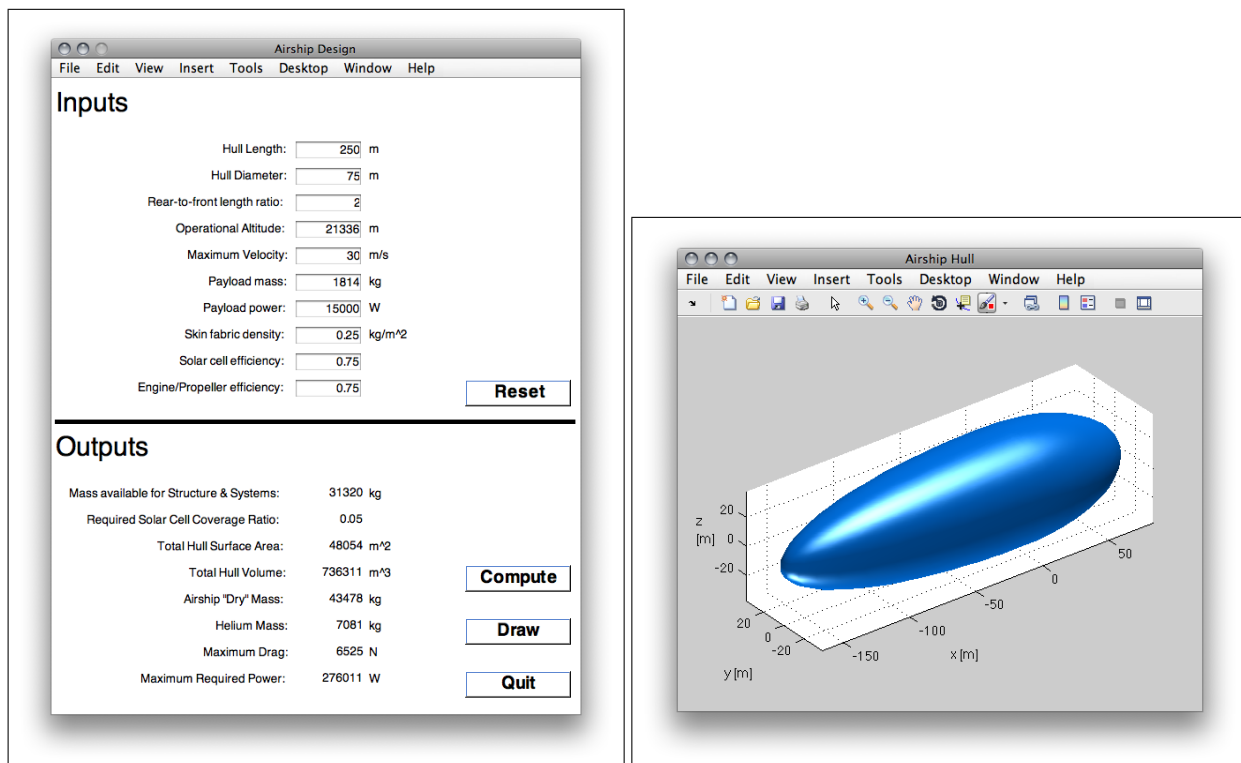 Airship Design
File Edit View Insert Tools Desktop Window Help
Inputs
Hull Length: 250 m
Hull Diameter: 75 m
Rear-to-front length ratio: 2
Operational Altitude: 21336 m
Maximum Velocity: 30 m/s
Payload mass: 1814 kg
Payload power: 15000 W
Skin fabric density: 0.25 kg/m^2
Solar cell efficiency: 0.75
Engine/Propeller efficiency: 0.75
Reset
Outputs
Mass available for Structure & Systems: 31320 kg
Required Solar Cell Coverage Ratio: 0.05
Total Hull Surface Area: 48054 m^2
Total Hull Volume: 736311 m^3
Compute
Airship "Dry" Mass: 43478 kg
Helium Mass: 7081 kg
Draw
Maximum Drag: 6525 N
Maximum Required Power: 276011 W
Quit
Airship Hull
File Edit View Insert Tools Desktop Window Help
z
[m]
20
0
-20
20
0
-20
y [m]
-150
-100
-50
0
50
x [m]